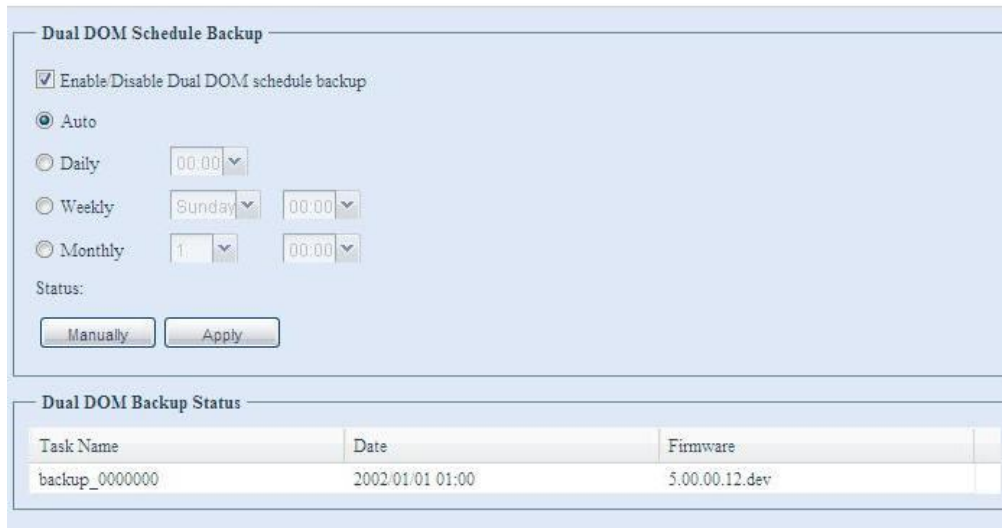 Dual DOM Schedule Backup
Enable/Disable Dual DOM schedule backup
Auto
Daily 00:00
Weekly Sunday 00:00
Monthly 1 00:00
Status:
Manually Apply
Dual DOM Backup Status
Task Name Date Firmware
backup_0000000 2002/01/01 01:00 5.00.00.12.dev